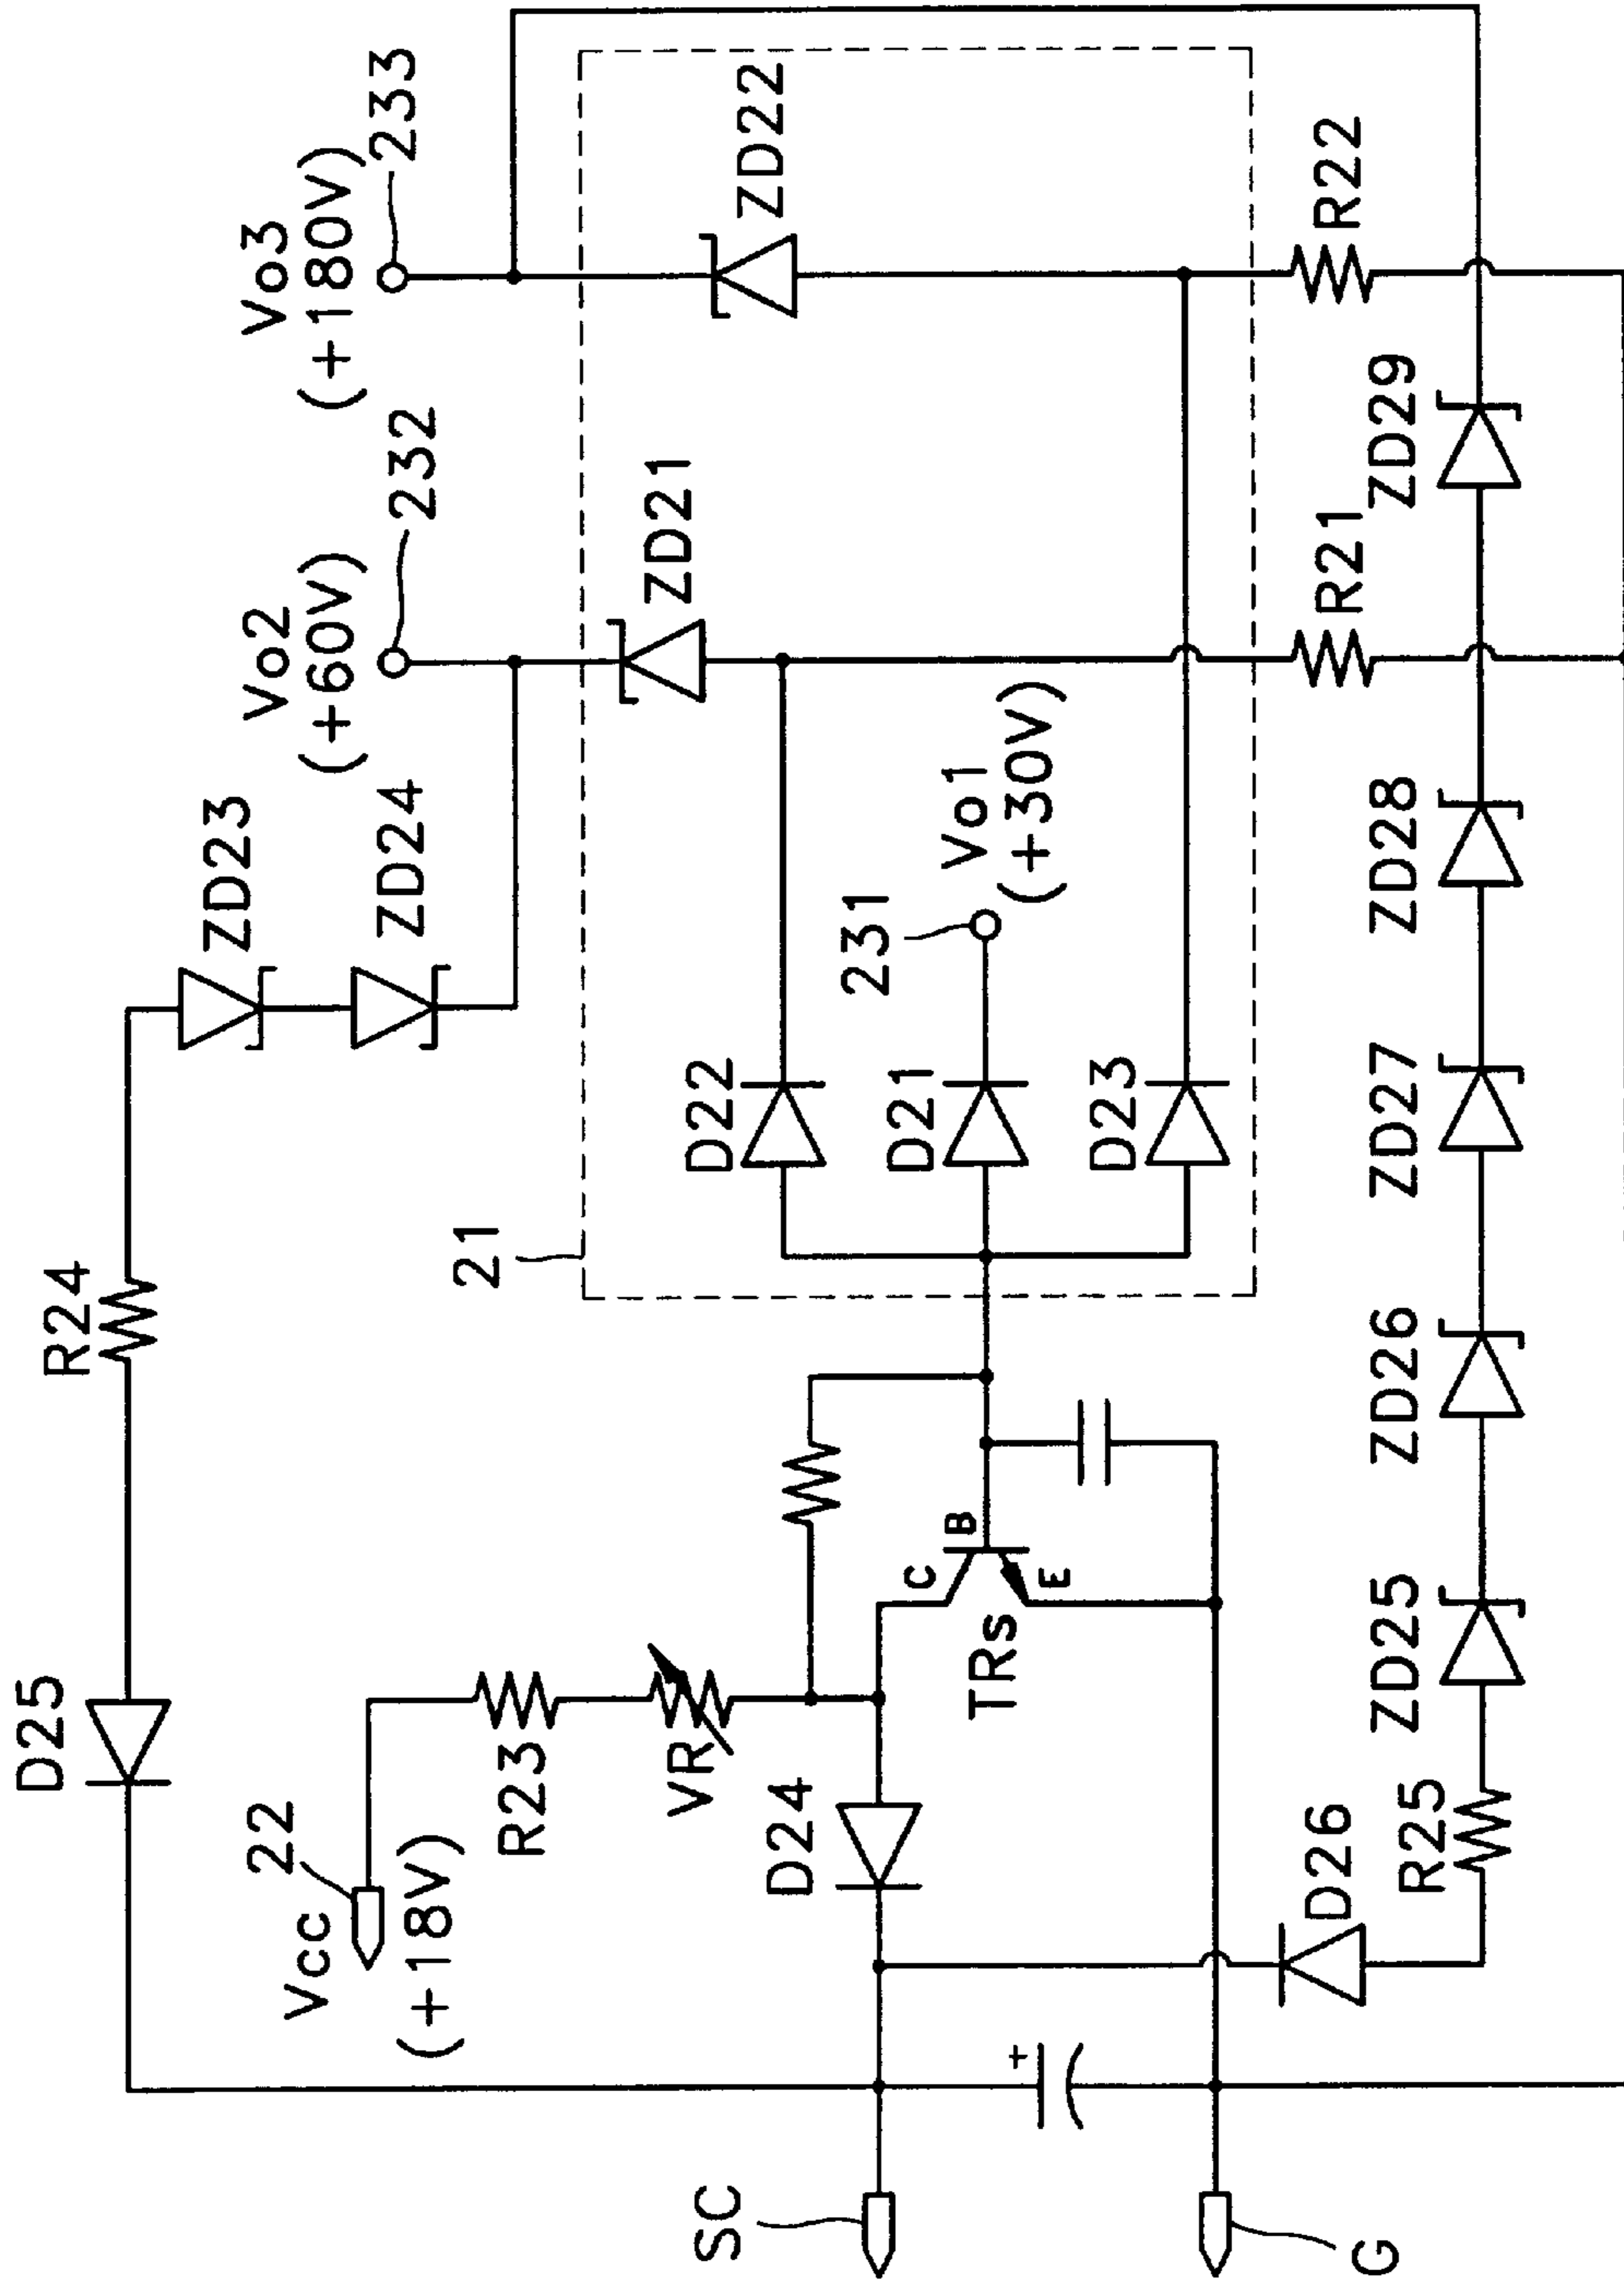 Vo3
(+180V)
233
Vo2
(+60V)
232
ZD22
ZD21
ZD23
ZD24
R22
R21
ZD29
Vo1
(+30V)
231
ZD28
D22
D21
D23
ZD27
21
R24
ZD26
B
C
E
TRs
ZD25
D25
R23
VR
22
Vcc
(+18V)
D24
R25
D26
+
SC
G